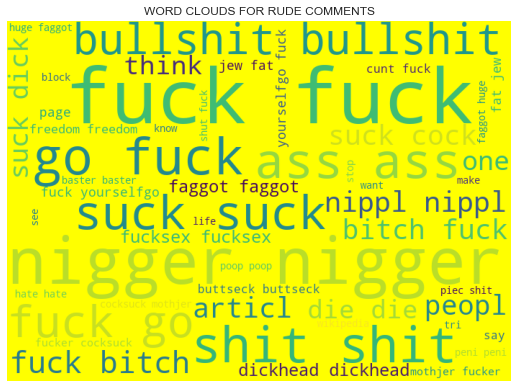 WORD CLOUDS FOR RUDE COMMENTS
huge faggot
bullshit bullshit
think
jew fat
cunt fuck
block
suck dick
fuck fuck
yourselfgo fuck
fat jew
page
shut fuck
faggot huge
freedom freedom
know
suck cock
go fuck
ass ass
one
baster baster
stop
fuck yourselfgo
faggot faggot
want
make
see
suck suck
life
nippl nippl
fucksex fucksex
bitch fuck
nigger nigger
poop poop
hate hate
buttseck buttseck
piec shit
cocksuck mothjer
articl
die die
peopl
fuck go
wikipedia
tri
fucker cocksuck
shit shit
say
peni peni
fuck bitch
dickhead dickhead
mothjer fucker